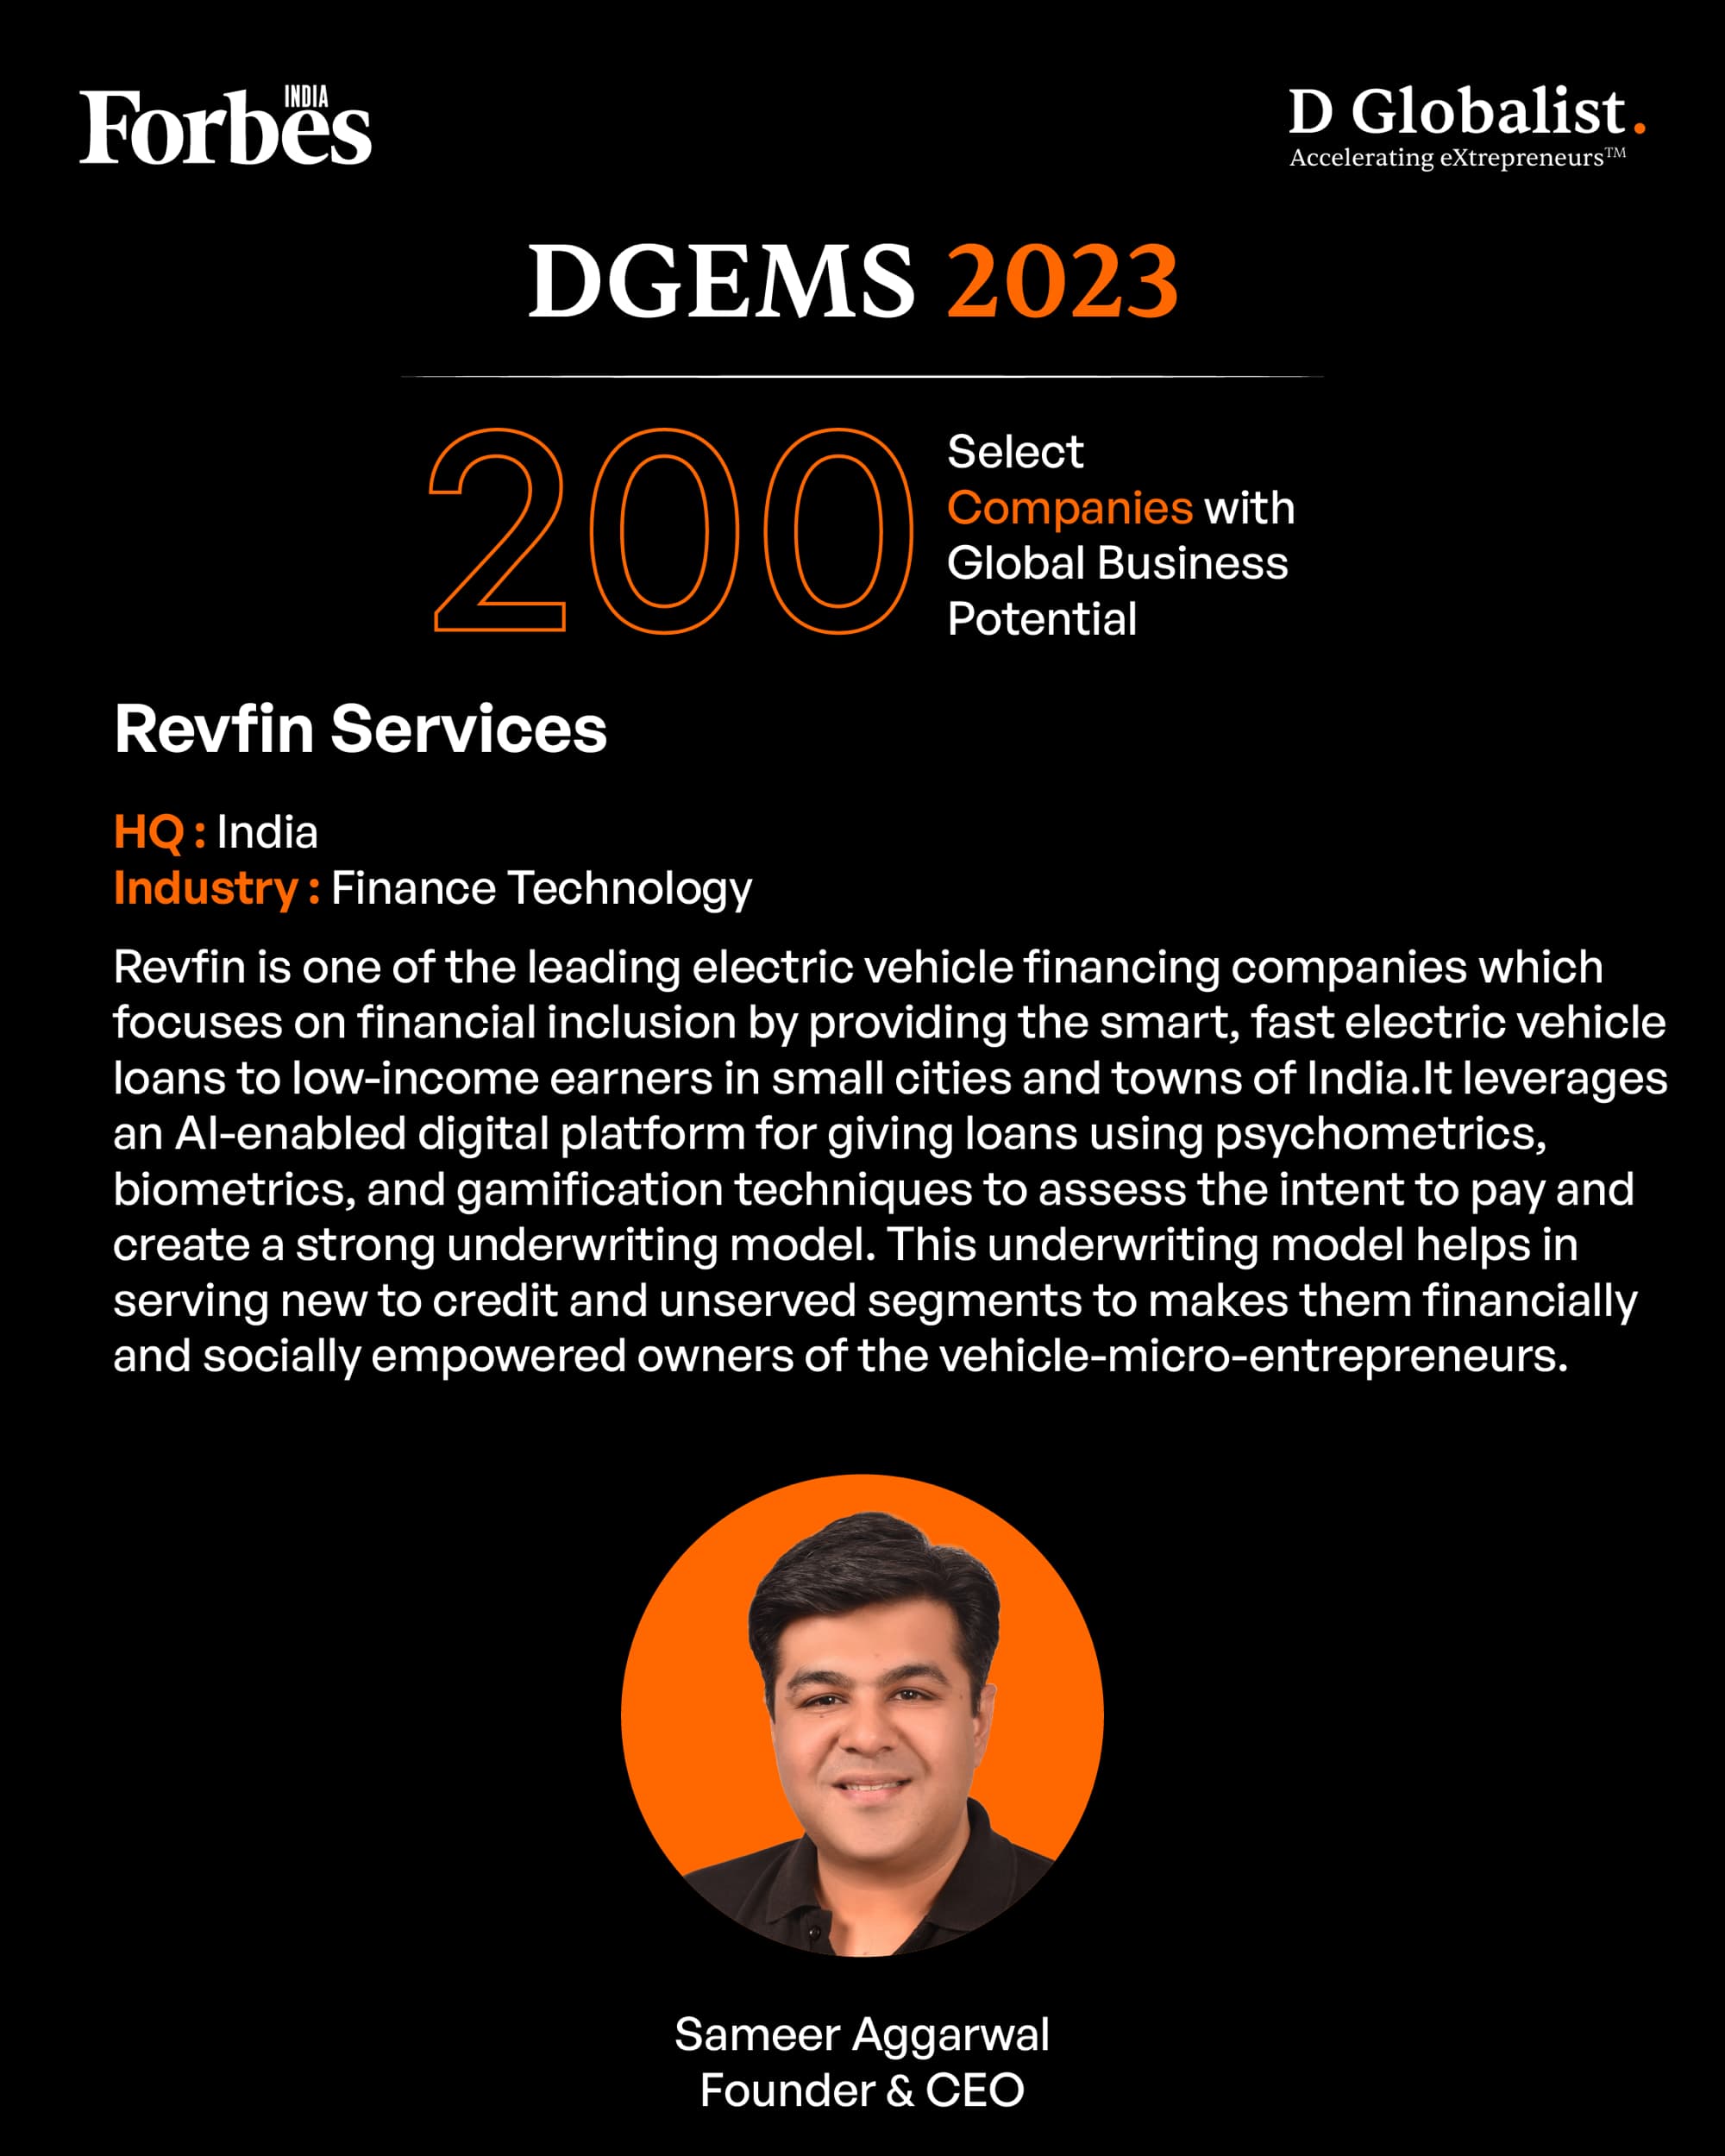 Forbes INDIA
D Globalist.
Accelerating eXtrepreneurs™
DGEMS 2023
200
Select
Companies with
Global Business
Potential
Revfin Services
HQ : India
Industry : Finance Technology
Revfin is one of the leading electric vehicle financing companies which
focuses on financial inclusion by providing the smart, fast electric vehicle
loans to low-income earners in small cities and towns of India.It leverages
an AI-enabled digital platform for giving loans using psychometrics,
biometrics, and gamification techniques to assess the intent to pay and
create a strong underwriting model. This underwriting model helps in
serving new to credit and unserved segments to makes them financially
and socially empowered owners of the vehicle-micro-entrepreneurs.
Sameer Aggarwal
Founder & CEO